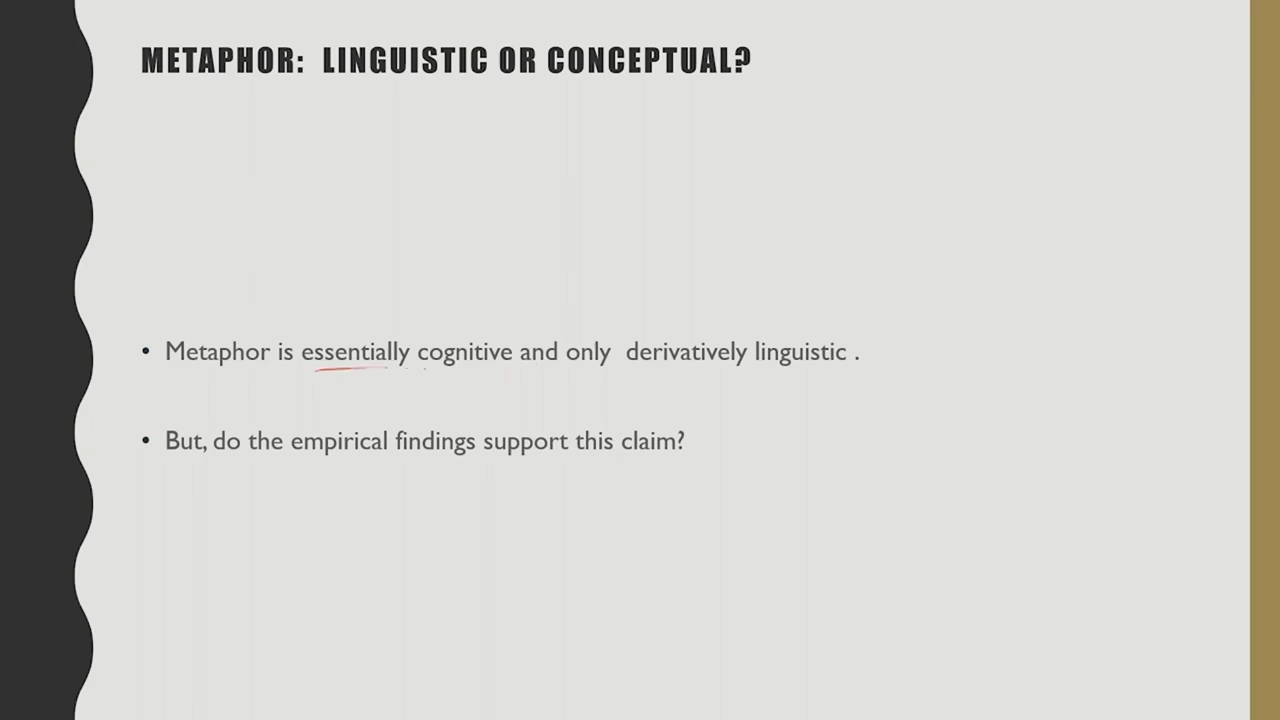 METAPHOR: LINGUISTIC OR CONCEPTUAL?
• Metaphor is essentially cognitive and only derivatively linguistic .
• But, do the empirical findings support this claim?